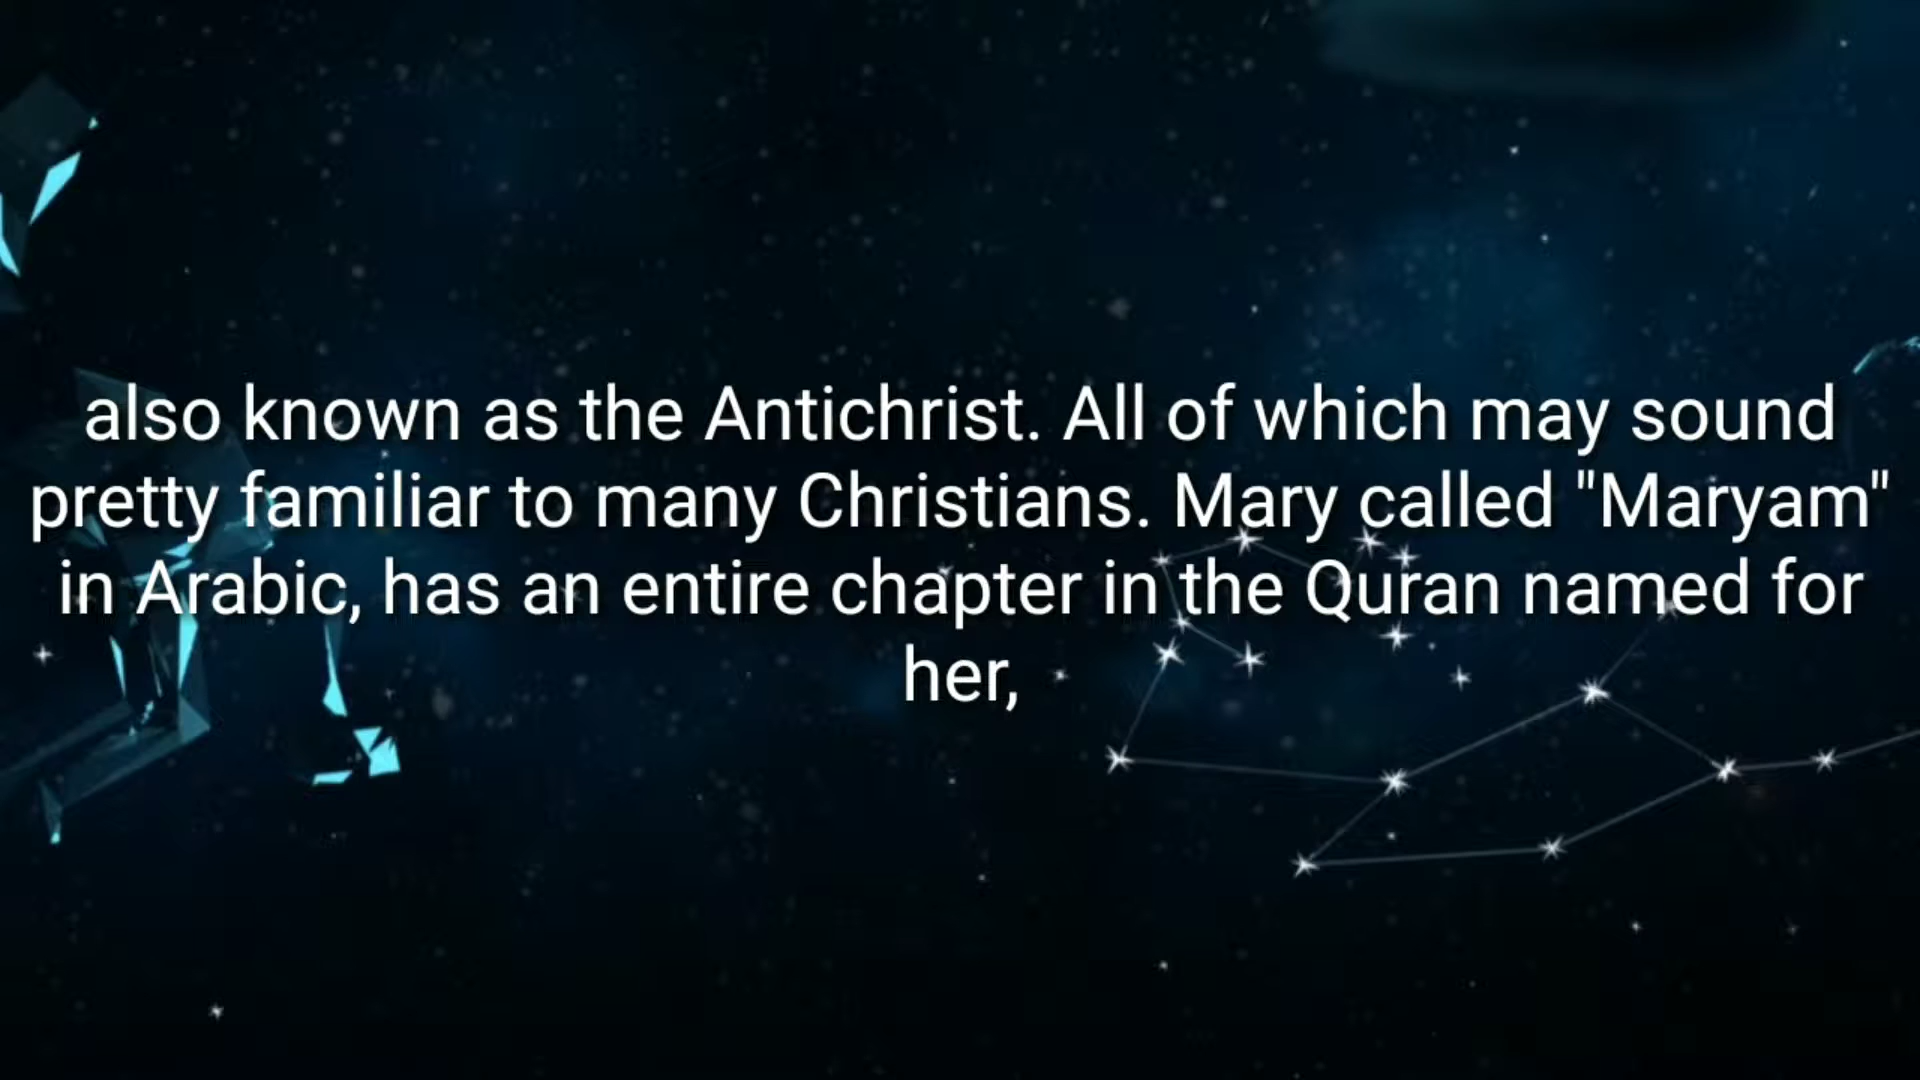 also known as the Antichrist. All of which may sound
pretty familiar to many Christians. Mary called "Maryam"
in Arabic, has an entire chapter in the Quran named for
her,